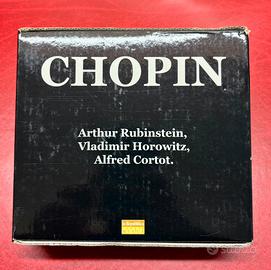 CHOPIN
Arthur Rubinstein,
Vladimir Horowitz,
Alfred Cortot.